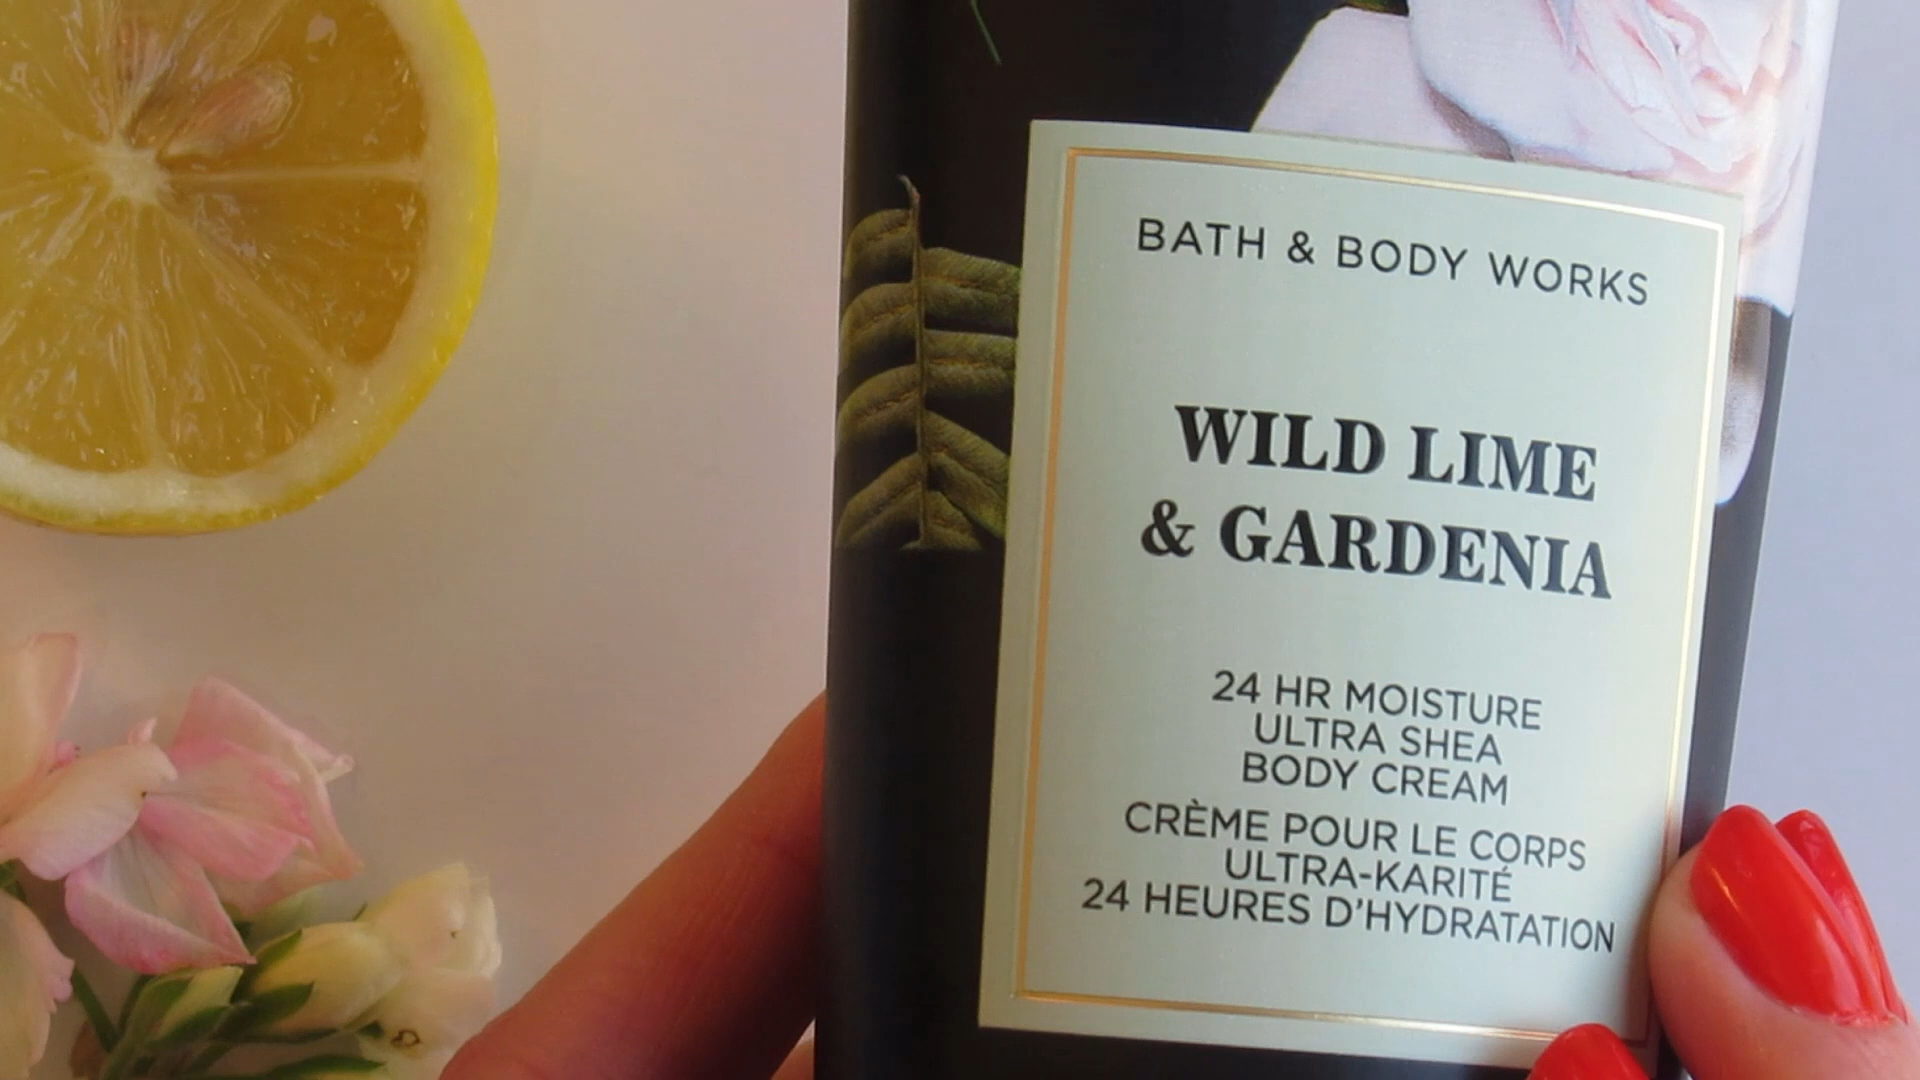 BATH & BODY WORKS
WILD LIME
& GARDENIA
24 HR MOISTURE
ULTRA SHEA
BODY CREAM
CRÈME POUR LE CORPS
ULTRA-KARITÉ
24 HEURES D'HYDRATATION